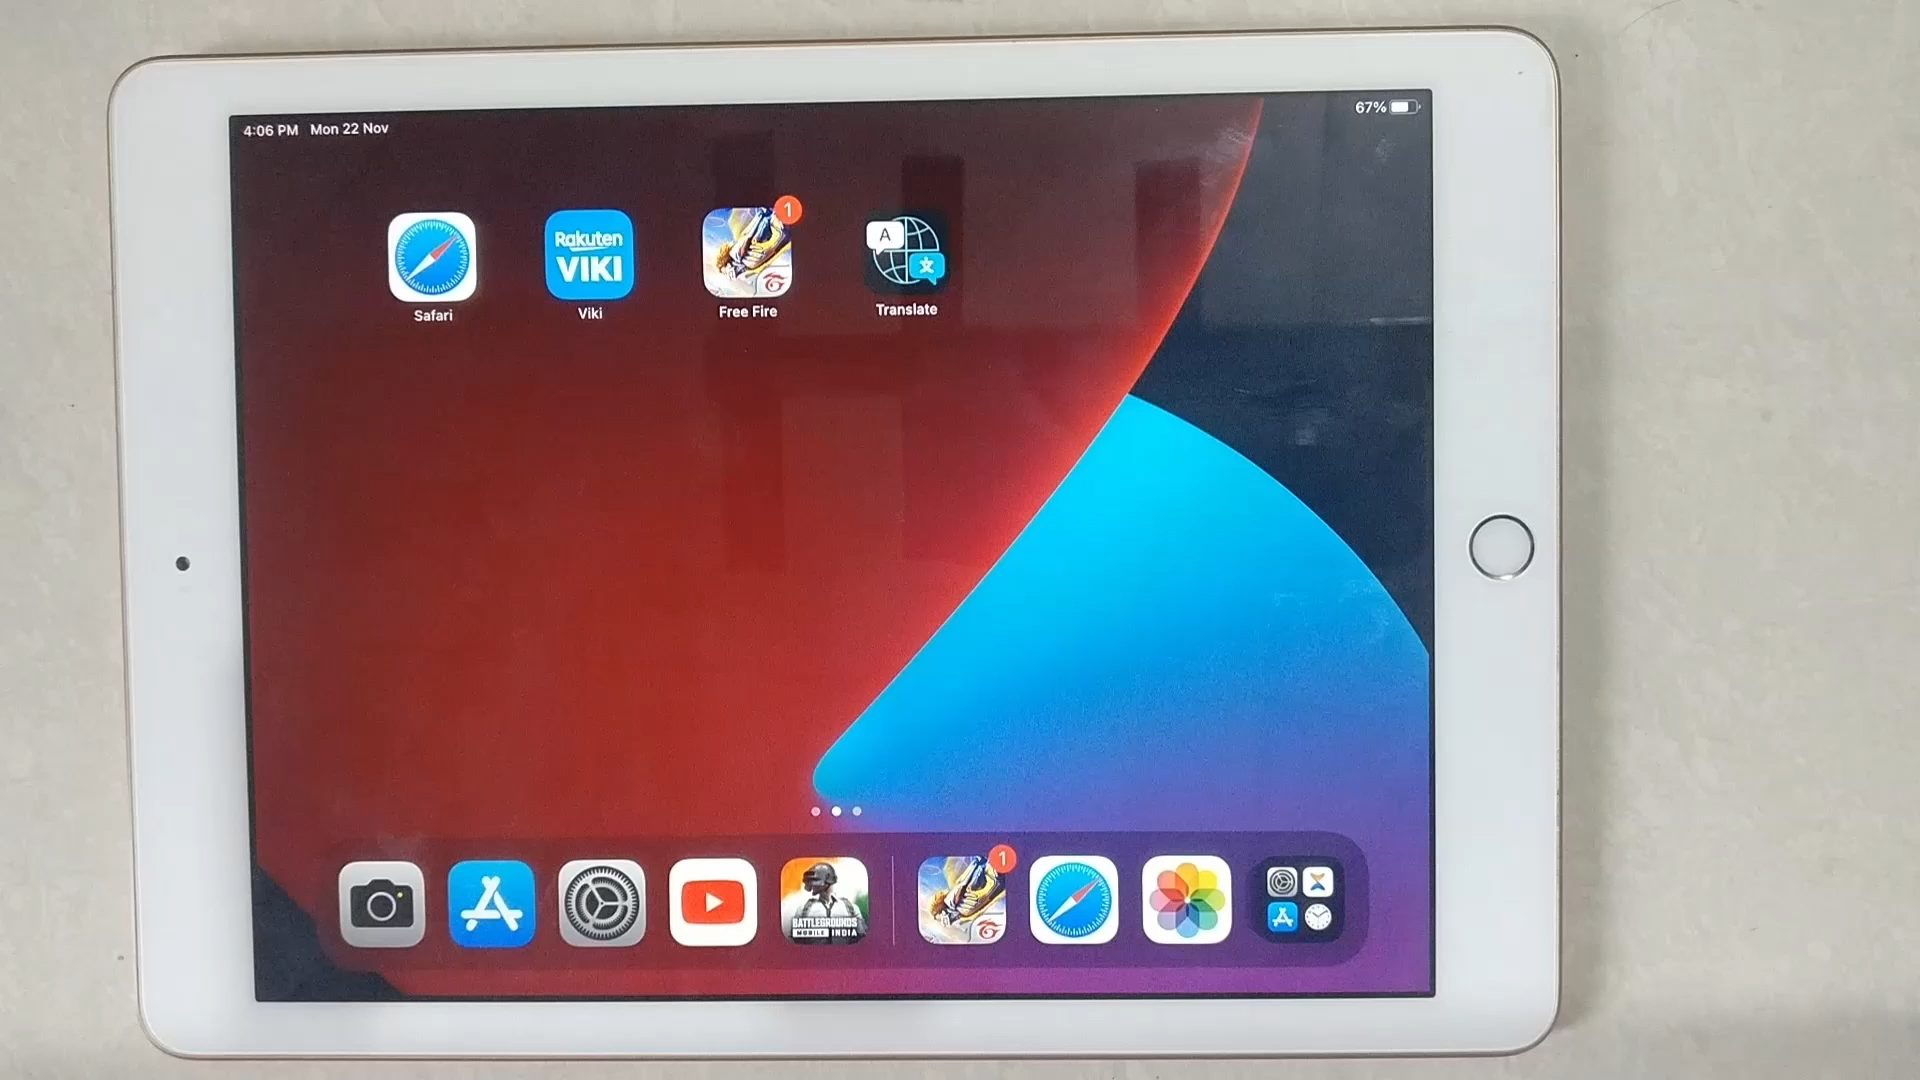 4:06 PM Mon 22 Nov
67%
1
Rakuten
VIKI
A
文
Safari
Viki
Free Fire
Translate
1
BATTLEGROUNDS
MOBILE INDIA